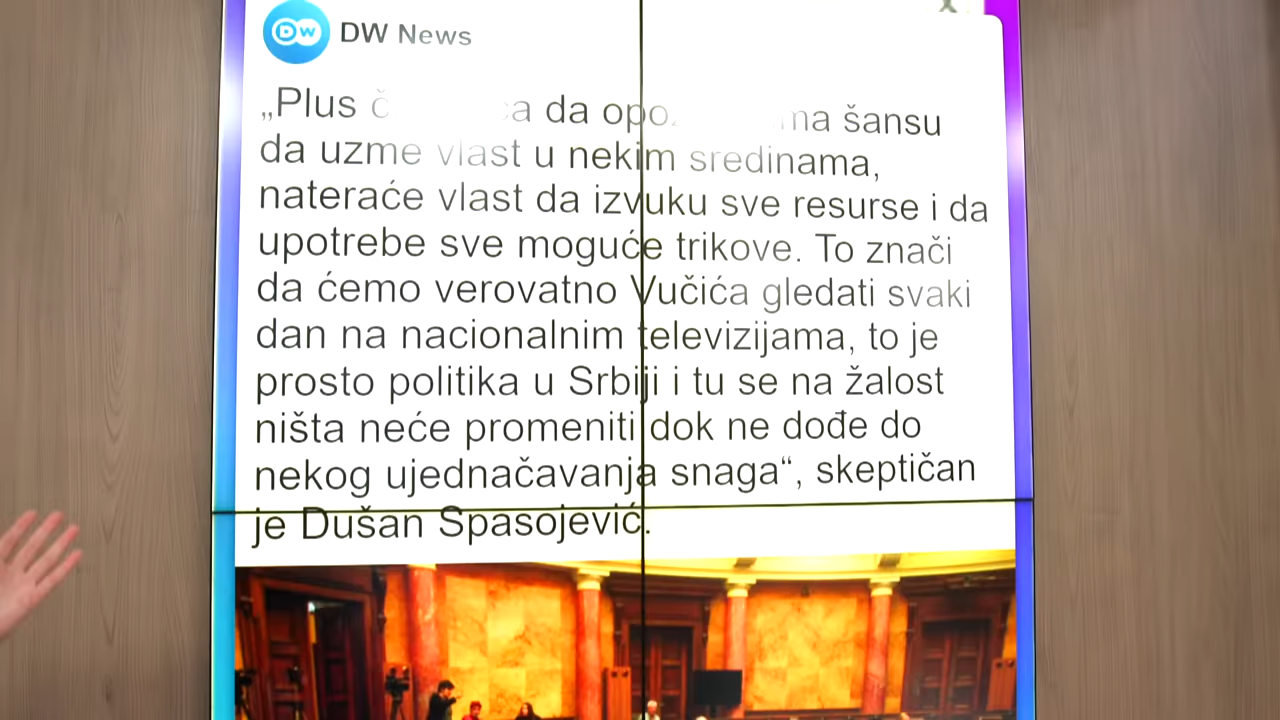 DW DW News
„Plus da šansu
da uzme vlast u nekim sredinama,
nateraće vlast da izvuku sve resurse i da
upotrebe sve moguće trikove. To znači
da ćemo verovatno Vučića gledati svaki
dan na nacionalnim televizijama, to je
prosto politika u Srbiji i tu se na žalost
ništa neće promeniti dok ne dođe do
nekog ujednačavanja snaga“, skeptičan
je Dušan Spasojević.